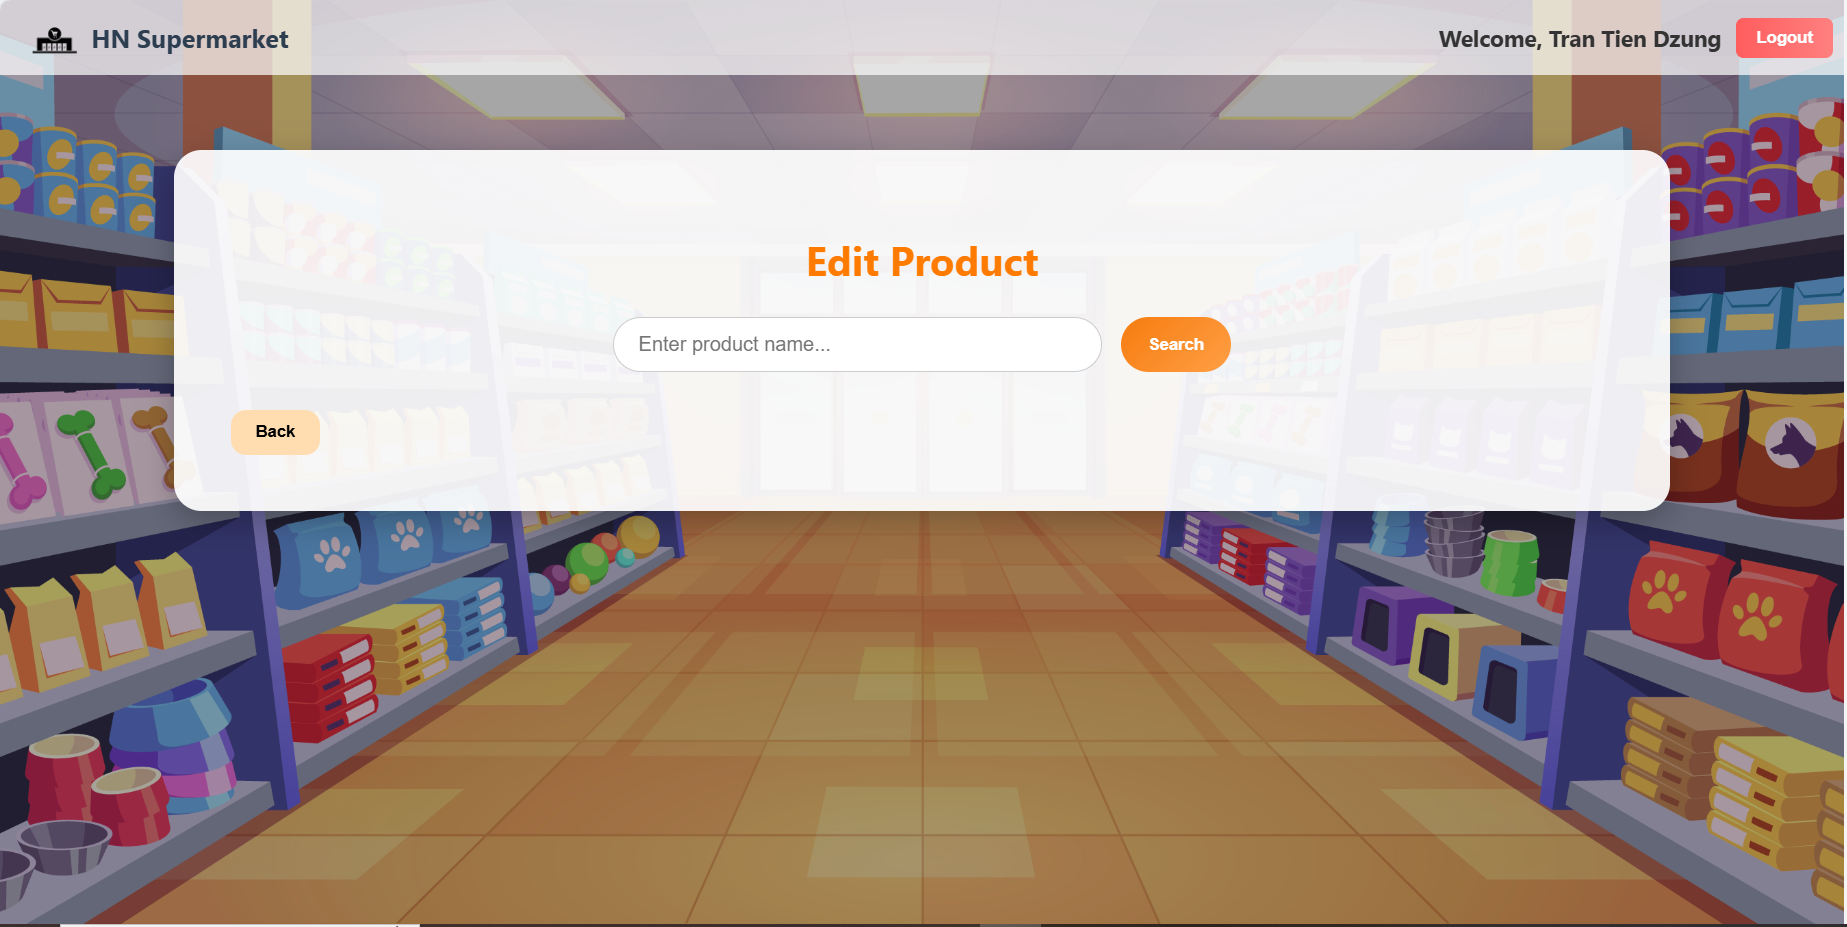 HN Supermarket
Welcome, Tran Tien Dzung
Logout
Edit Product
Enter product name...
Search
Back